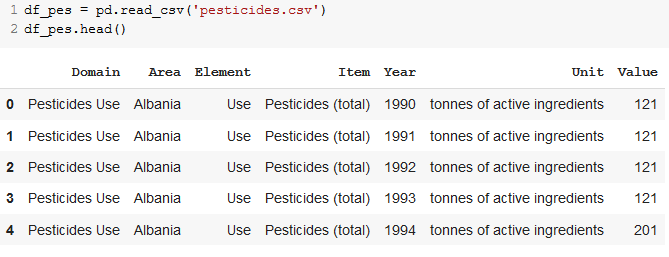 1 df_pes = pd.read_csv('pesticides.csv')
2 df_pes.head()
Domain Area Element Item Year Unit Value
0 Pesticides Use Albania Use Pesticides (total) 1990 tonnes of active ingredients 121
1 Pesticides Use Albania Use Pesticides (total) 1991 tonnes of active ingredients 121
2 Pesticides Use Albania Use Pesticides (total) 1992 tonnes of active ingredients 121
3 Pesticides Use Albania Use Pesticides (total) 1993 tonnes of active ingredients 121
4 Pesticides Use Albania Use Pesticides (total) 1994 tonnes of active ingredients 201